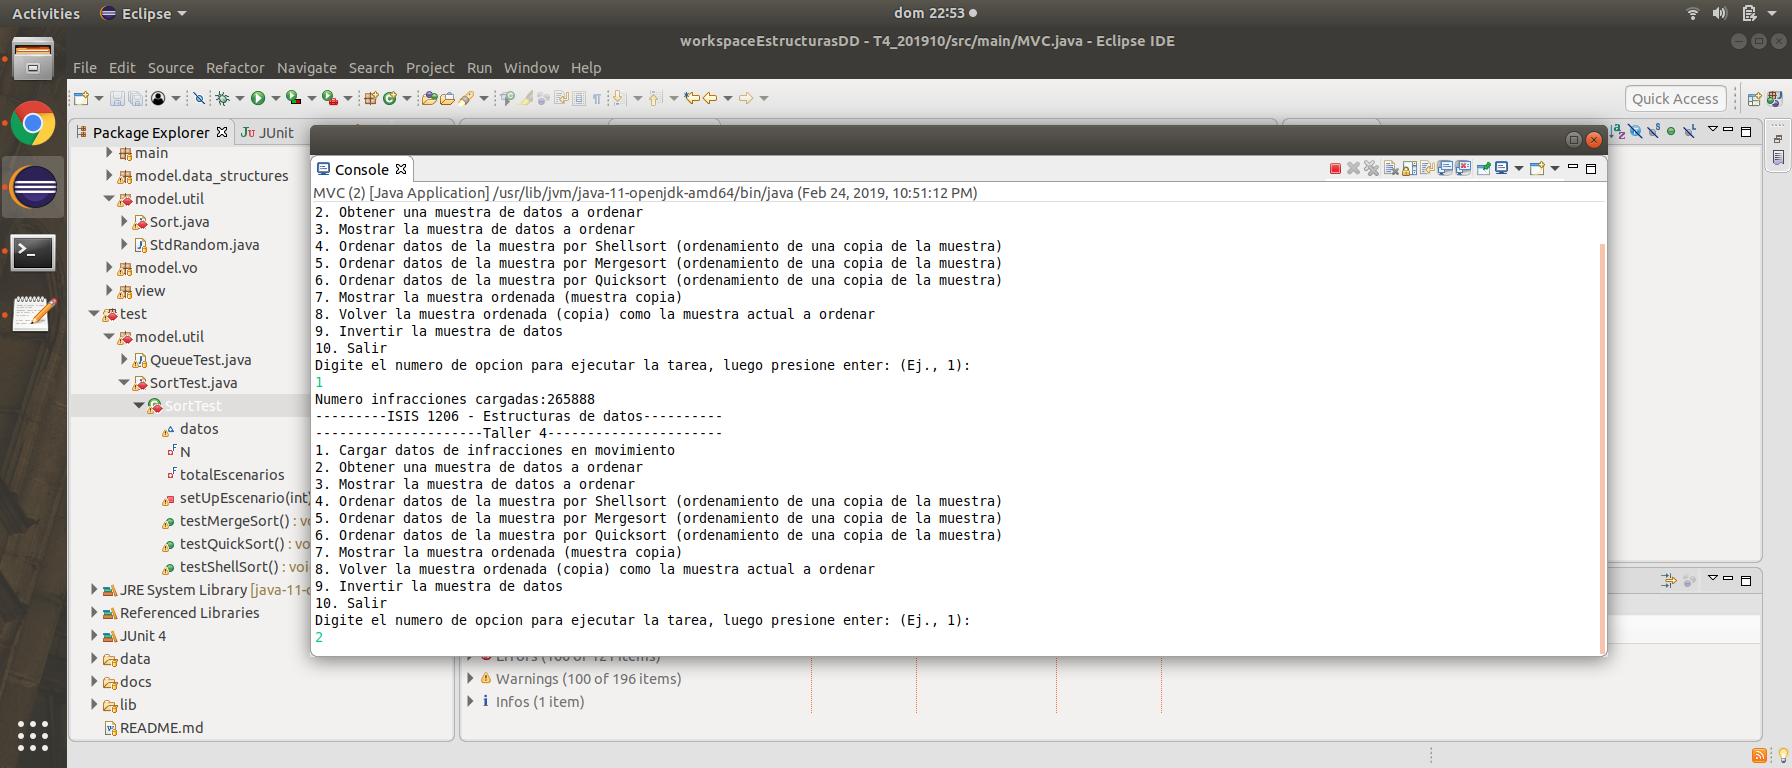 Activities Eclipse dom 22:53
workspaceEstructurasDD - T4_201910/src/main/MVC.java - Eclipse IDE
File Edit Source Refactor Navigate Search Project Run Window Help
Quick Access
Package Explorer JUnit
main
model.data_structures
model.util
Sort.java
StdRandom.java
model.vo
view
test
model.util
QueueTest.java
SortTest.java
SortTest
datos
N
totalEscenarios
setUpEscenario(int)
testMergeSort() : vo
testQuickSort() : vo
testShellSort() : voi
JRE System Library [java-11-o
Referenced Libraries
JUnit 4
data
docs
lib
README.md
Console
MVC (2) [Java Application] /usr/lib/jvm/java-11-openjdk-amd64/bin/java (Feb 24, 2019, 10:51:12 PM)
2. Obtener una muestra de datos a ordenar
3. Mostrar la muestra de datos a ordenar
4. Ordenar datos de la muestra por Shellsort (ordenamiento de una copia de la muestra)
5. Ordenar datos de la muestra por Mergesort (ordenamiento de una copia de la muestra)
6. Ordenar datos de la muestra por Quicksort (ordenamiento de una copia de la muestra)
7. Mostrar la muestra ordenada (muestra copia)
8. Volver la muestra ordenada (copia) como la muestra actual a ordenar
9. Invertir la muestra de datos
10. Salir
Digite el numero de opcion para ejecutar la tarea, luego presione enter: (Ej., 1):
1
Numero infracciones cargadas:265888
---------ISIS 1206 - Estructuras de datos----------
---------------------Taller 4----------------------
1. Cargar datos de infracciones en movimiento
2. Obtener una muestra de datos a ordenar
3. Mostrar la muestra de datos a ordenar
4. Ordenar datos de la muestra por Shellsort (ordenamiento de una copia de la muestra)
5. Ordenar datos de la muestra por Mergesort (ordenamiento de una copia de la muestra)
6. Ordenar datos de la muestra por Quicksort (ordenamiento de una copia de la muestra)
7. Mostrar la muestra ordenada (muestra copia)
8. Volver la muestra ordenada (copia) como la muestra actual a ordenar
9. Invertir la muestra de datos
10. Salir
Digite el numero de opcion para ejecutar la tarea, luego presione enter: (Ej., 1):
2
Errors (100 of 121 items)
Warnings (100 of 196 items)
Infos (1 item)